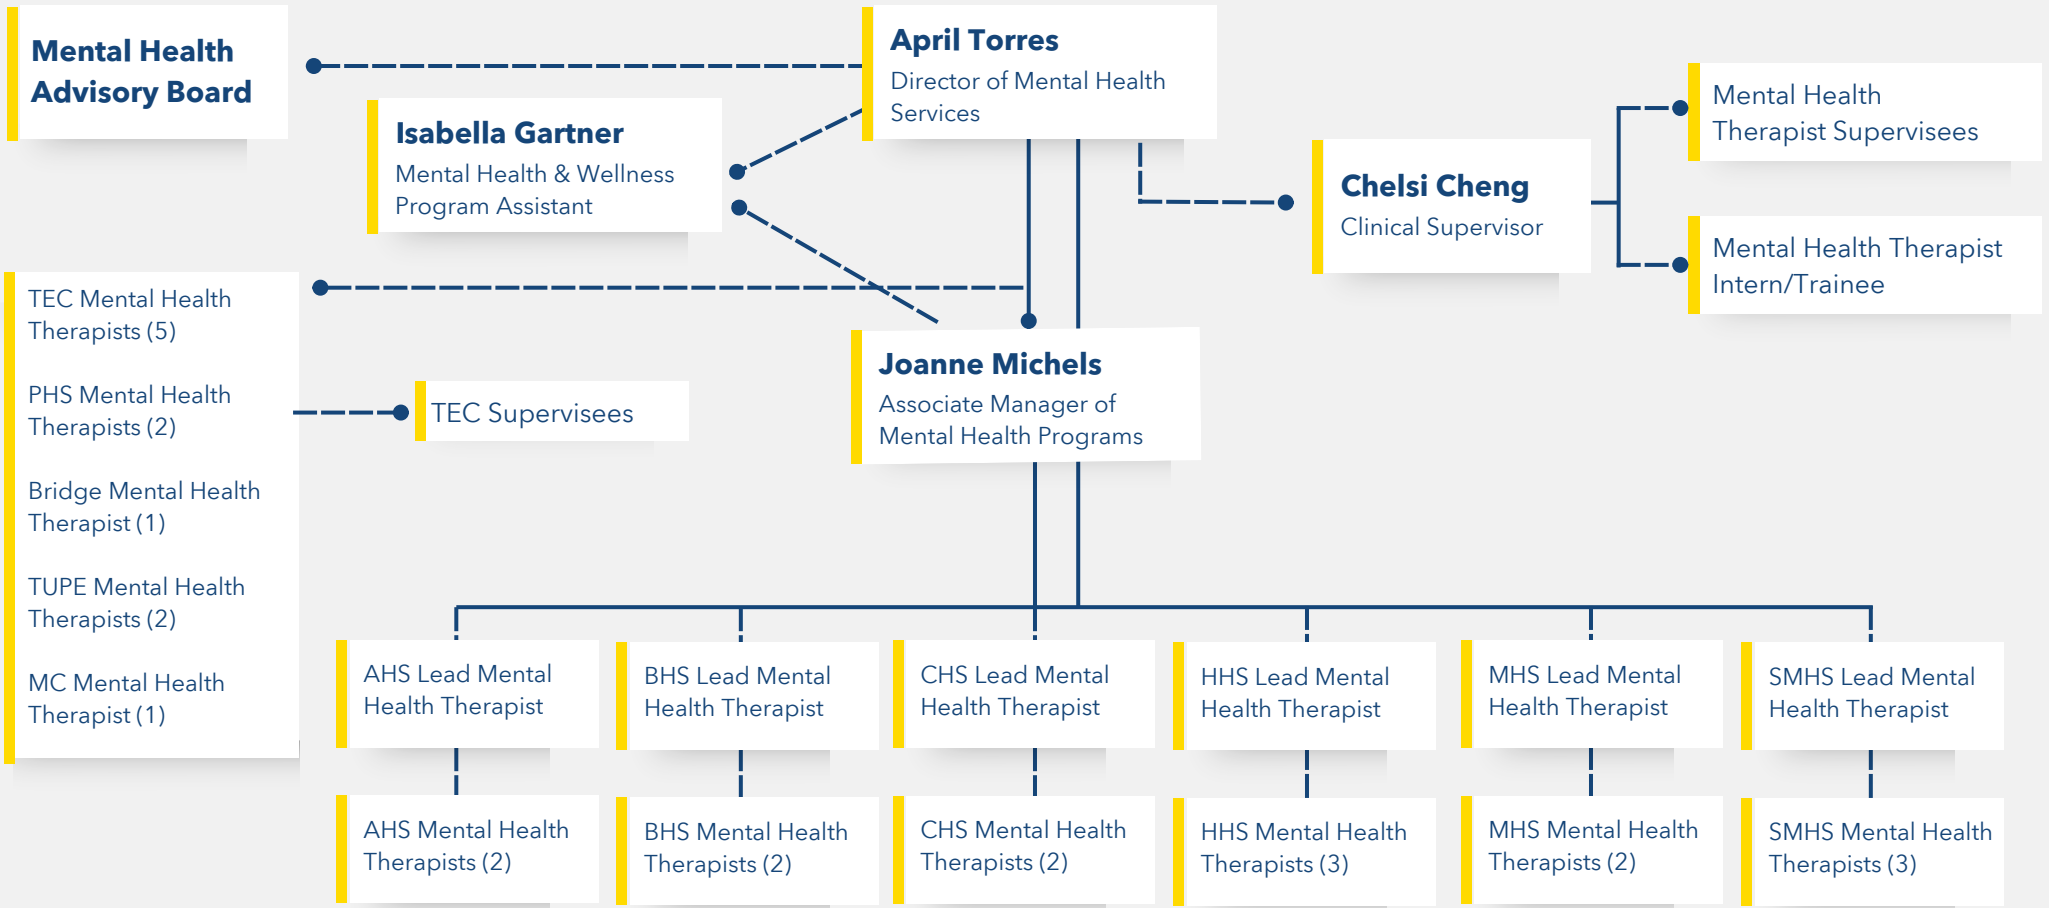 Mental Health
Advisory Board
April Torres
Director of Mental Health
Services
Isabella Gartner
Mental Health & Wellness
Program Assistant
Chelsi Cheng
Clinical Supervisor
Mental Health
Therapist Supervisees
Mental Health Therapist
Intern/Trainee
TEC Mental Health
Therapists (5)
PHS Mental Health
Therapists (2)
Bridge Mental Health
Therapist (1)
TUPE Mental Health
Therapists (2)
MC Mental Health
Therapist (1)
TEC Supervisees
Joanne Michels
Associate Manager of
Mental Health Programs
AHS Lead Mental
Health Therapist
BHS Lead Mental
Health Therapist
CHS Lead Mental
Health Therapist
HHS Lead Mental
Health Therapist
MHS Lead Mental
Health Therapist
SMHS Lead Mental
Health Therapist
AHS Mental Health
Therapists (2)
BHS Mental Health
Therapists (2)
CHS Mental Health
Therapists (2)
HHS Mental Health
Therapists (3)
MHS Mental Health
Therapists (2)
SMHS Mental Health
Therapists (3)